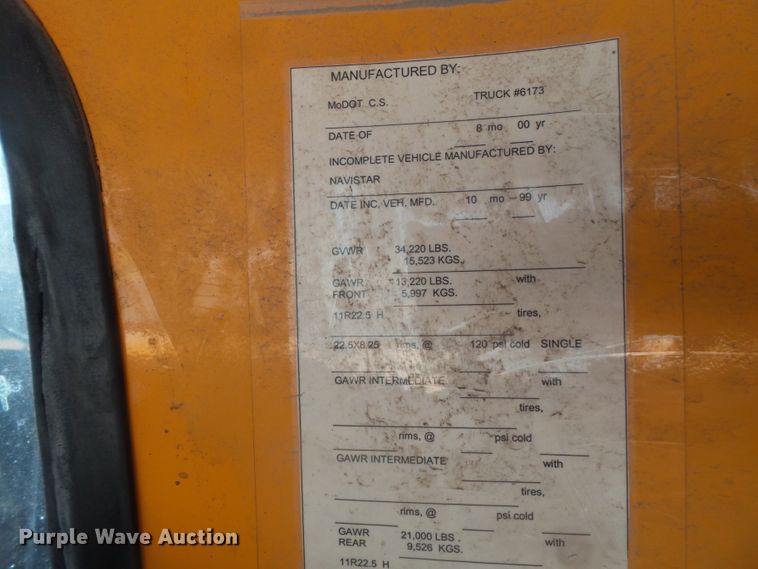 MANUFACTURED BY:
MoDOT C.S. TRUCK #6173
DATE OF 8 mo 00 yr
INCOMPLETE VEHICLE MANUFACTURED BY:
NAVISTAR
DATE INC. VEH. MFD. 10 mo 99 yr
GVWR 34,220 LBS.
15,523 KGS.
GAWR 13,220 LBS. with
FRONT 5,997 KGS.
11R22.5 H tires,
22.5X8.25 rims, @ 120 psi cold SINGLE
GAWR INTERMEDIATE with
tires,
rims, @ psi cold
GAWR INTERMEDIATE with
tires,
rims, @ psi cold
GAWR 21,000 LBS.
REAR 9,526 KGS.
11R22.5 H
Purple Wave Auction